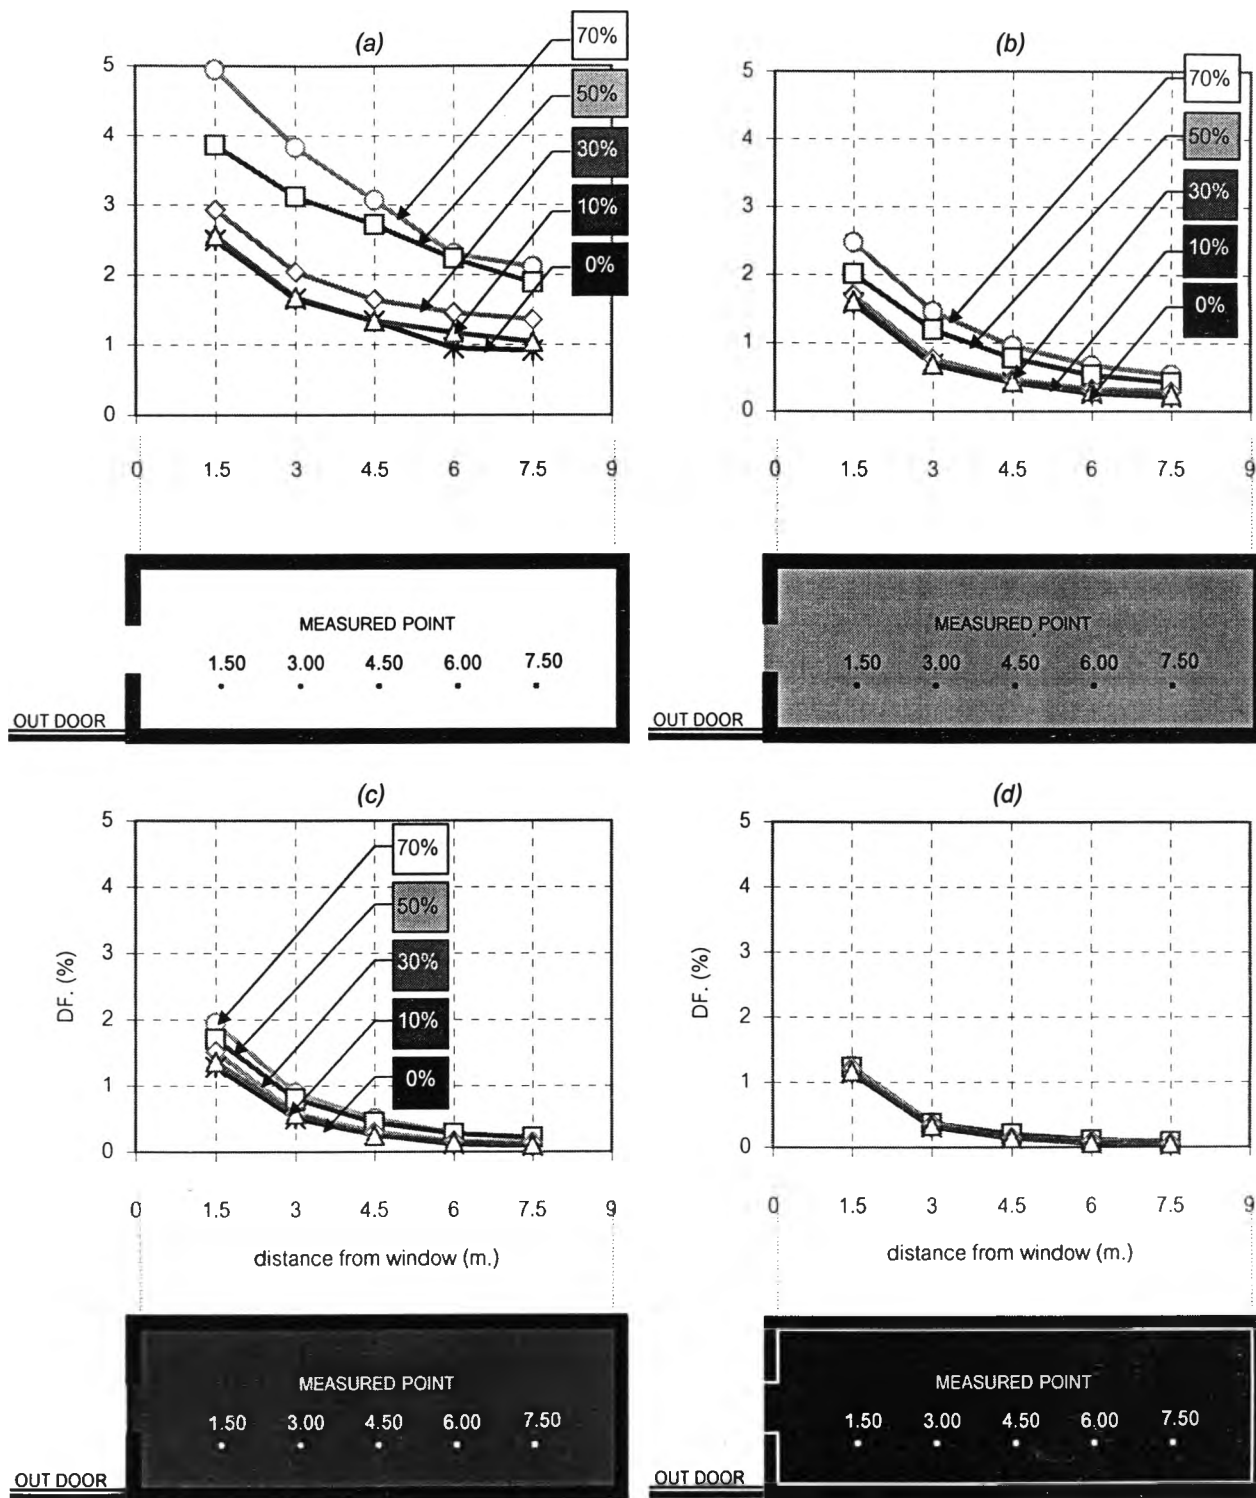 (a)
70%
50%
30%
10%
0%
5
4
3
2
1
0
0 1.5 3 4.5 6 7.5 9
MEASURED POINT
1.50 3.00 4.50 6.00 7.50
OUT DOOR
(b)
70%
50%
30%
10%
0%
5
4
3
2
1
0
0 1.5 3 4.5 6 7.5 9
MEASURED POINT
1.50 3.00 4.50 6.00 7.50
OUT DOOR
(c)
70%
50%
30%
10%
0%
DF. (%)
5
4
3
2
1
0
0 1.5 3 4.5 6 7.5 9
distance from window (m.)
MEASURED POINT
1.50 3.00 4.50 6.00 7.50
OUT DOOR
(d)
DF. (%)
5
4
3
2
1
0
0 1.5 3 4.5 6 7.5 9
distance from window (m.)
MEASURED POINT
1.50 3.00 4.50 6.00 7.50
OUT DOOR